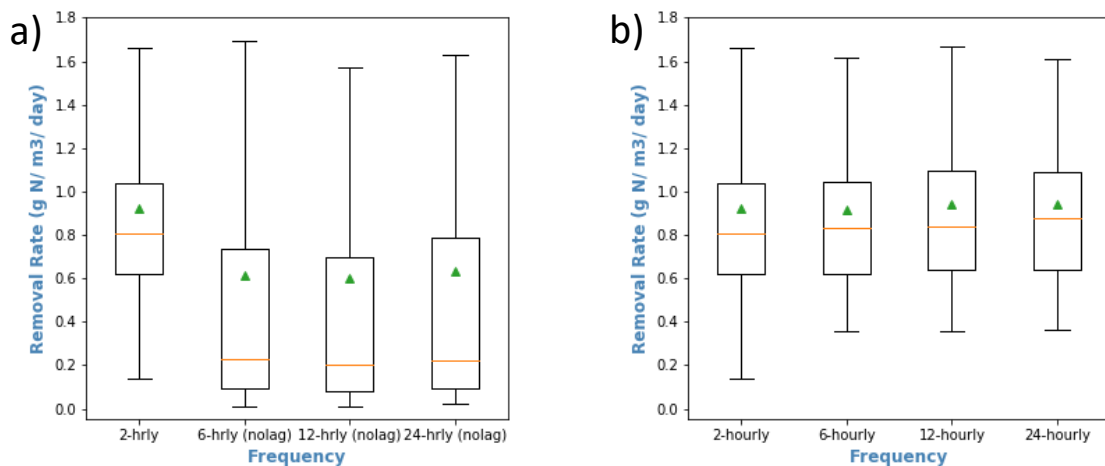 a)
Removal Rate (g N/ m3/ day)
1.8
1.6
1.4
1.2
1.0
0.8
0.6
0.4
0.2
0.0
2-hrly 6-hrly (nolag) 12-hrly (nolag) 24-hrly (nolag)
Frequency
b)
Removal Rate (g N/ m3/ day)
1.8
1.6
1.4
1.2
1.0
0.8
0.6
0.4
0.2
0.0
2-hourly 6-hourly 12-hourly 24-hourly
Frequency